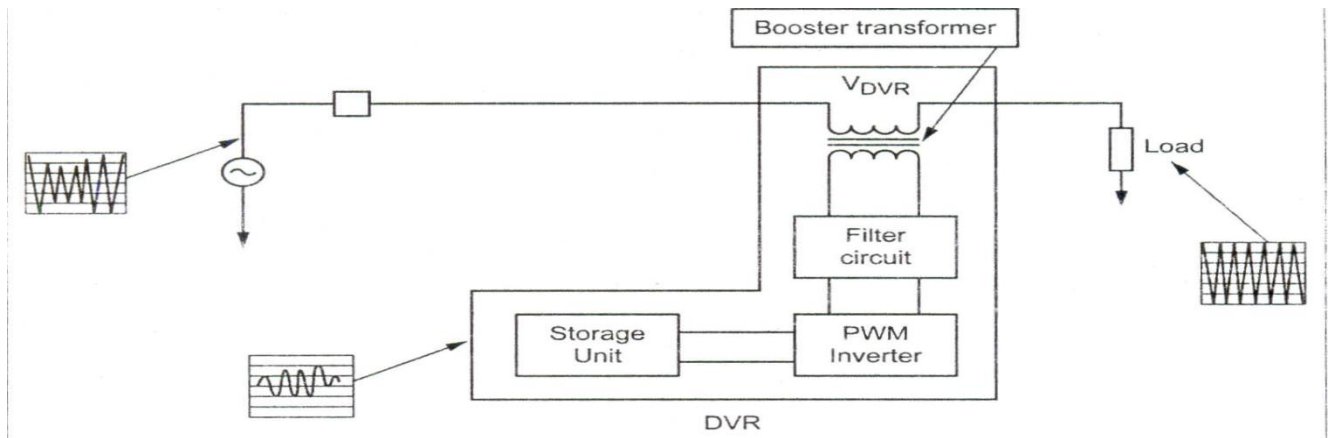 Booster transformer
VDVR
Load
Filter
circuit
Storage
Unit
PWM
Inverter
DVR